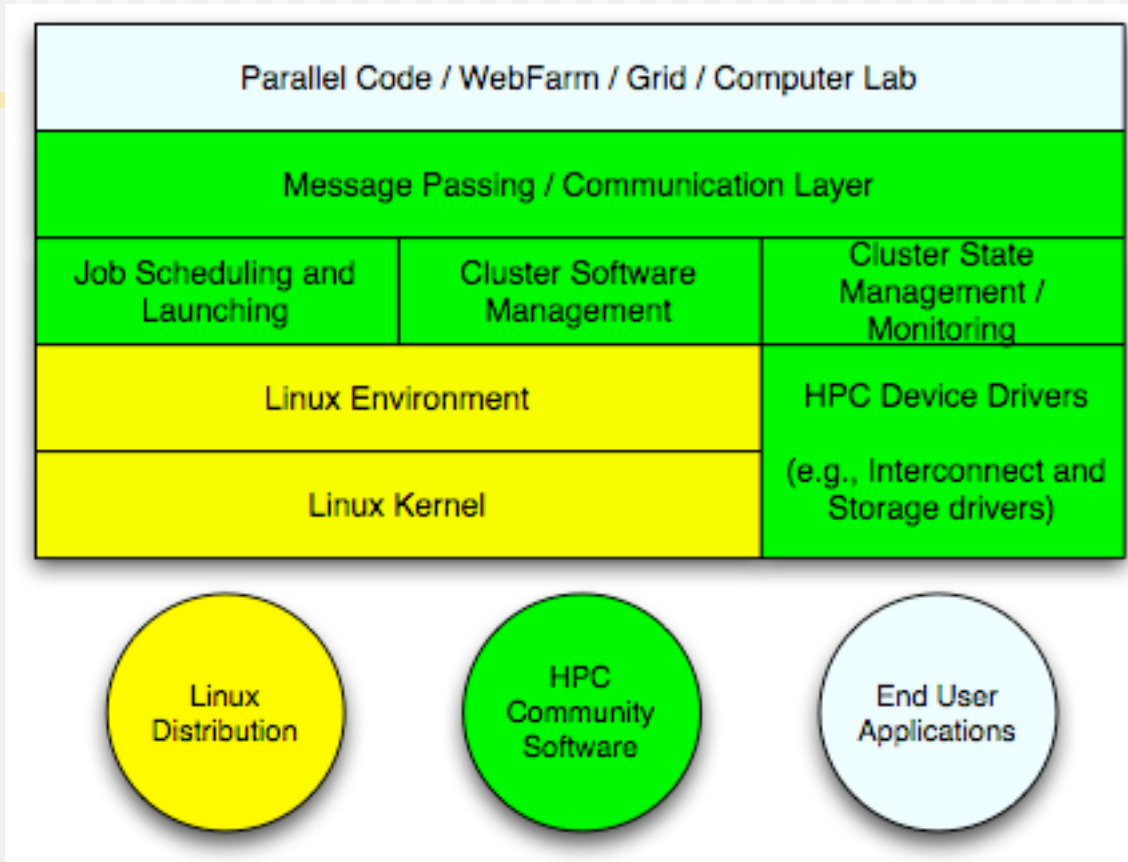 Parallel Code / WebFarm / Grid / Computer Lab
Message Passing / Communication Layer
Job Scheduling and
Launching
Cluster Software
Management
Cluster State
Management /
Monitoring
Linux Environment
HPC Device Drivers
(e.g., Interconnect and
Storage drivers)
Linux Kernel
Linux
Distribution
HPC
Community
Software
End User
Applications